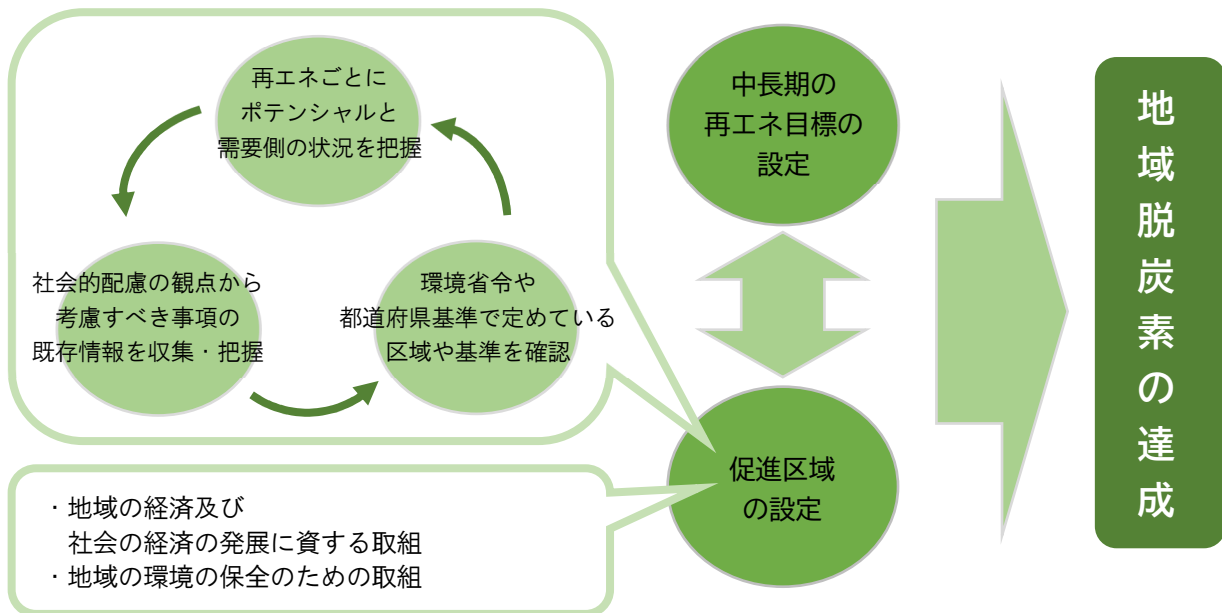 再エネごとに
ポテンシャルと
需要側の状況を把握
社会的配慮の観点から
考慮すべき事項の
既存情報を収集・把握
環境省令や
都道府県基準で定めている
区域や基準を確認
・地域の経済及び
社会の経済の発展に資する取組
・地域の環境の保全のための取組
中長期の
再エネ目標の
設定
促進区域
の設定
地域脱炭素の達成